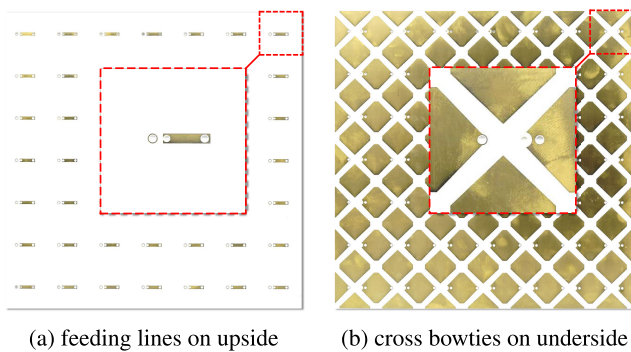 (a) feeding lines on upside
(b) cross bowties on underside